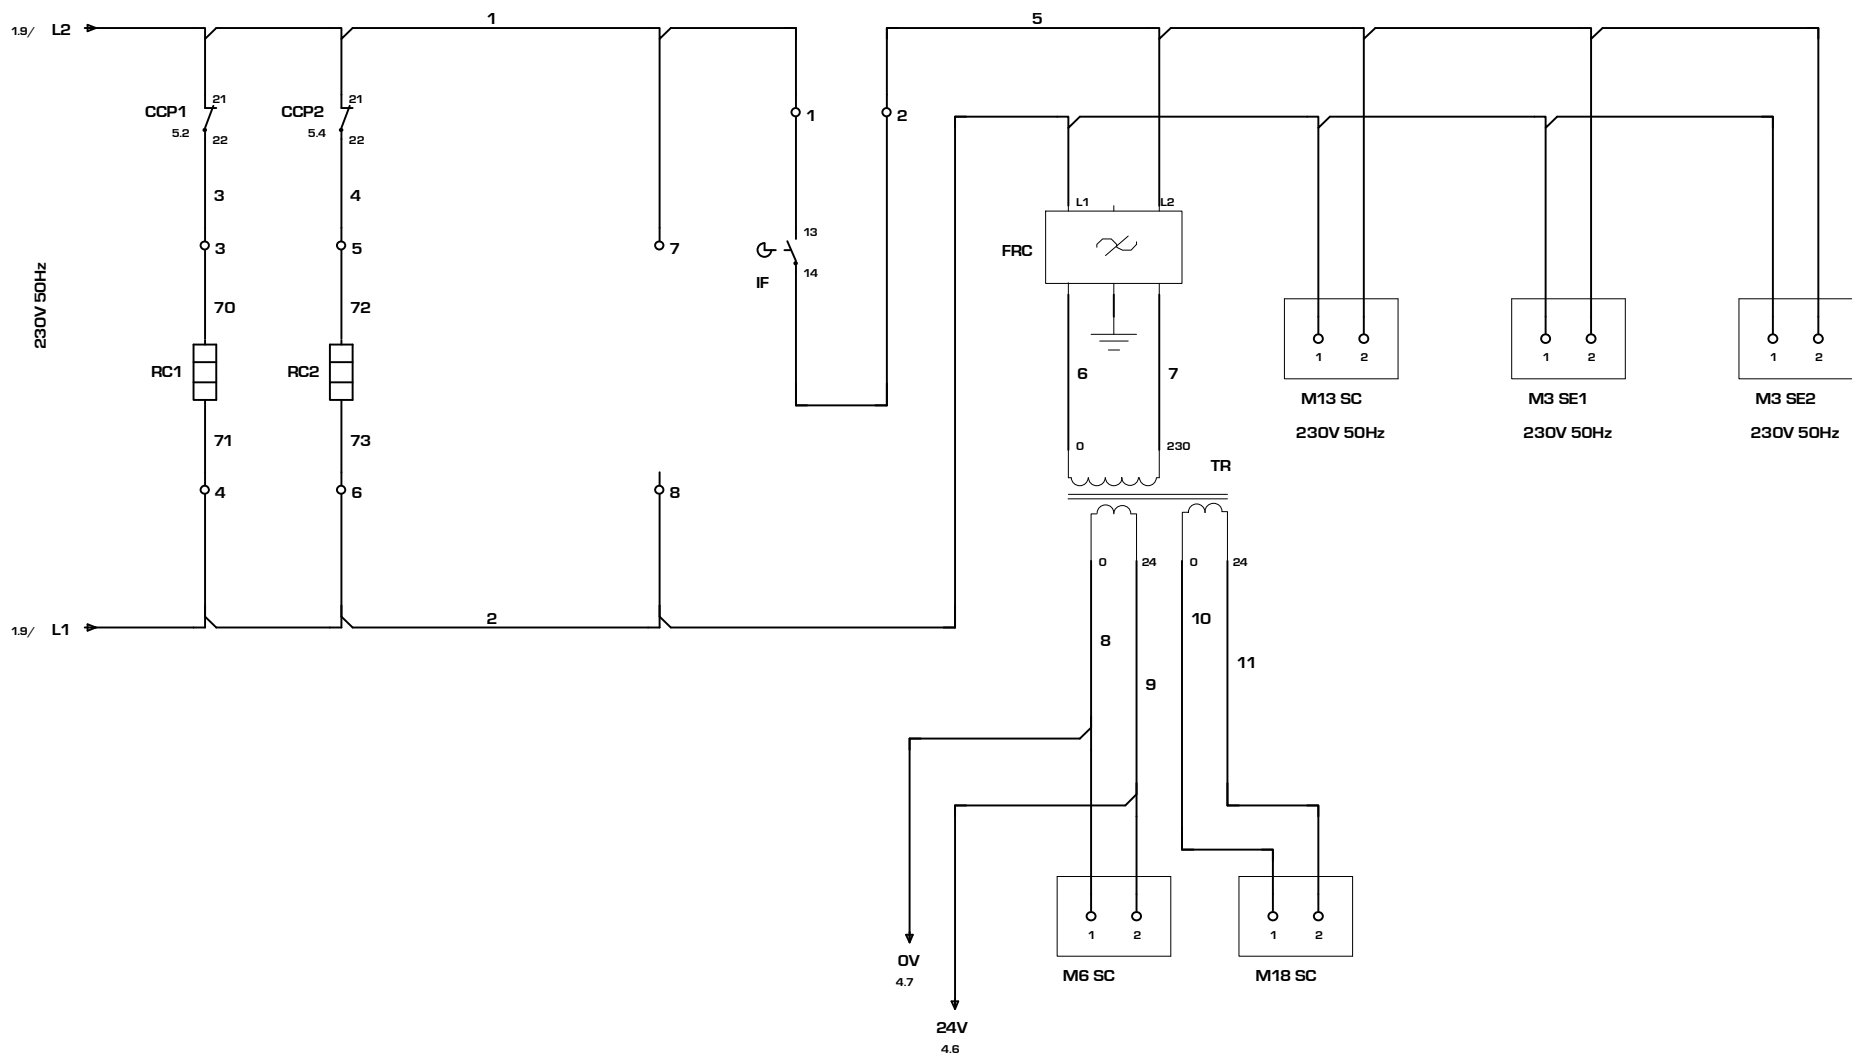 1 5
1.9/ L2
21 21
CCP1 CCP2
1 2
5.2 5.4
22 22
3 4
L1 L2
13
3 5 7
FRC
14
IF
230V 50Hz
70 72
1 2 1 2 1 2
RC1 RC2
6 7
M13 SC M3 SE1 M3 SE2
230V 50Hz 230V 50Hz 230V 50Hz
71 73
0 230
TR
4 6 8
0 24 0 24
2
10
1.9/ L1
8
11
9
1 2 1 2
0V
M6 SC M18 SC
4.7
24V
4.6